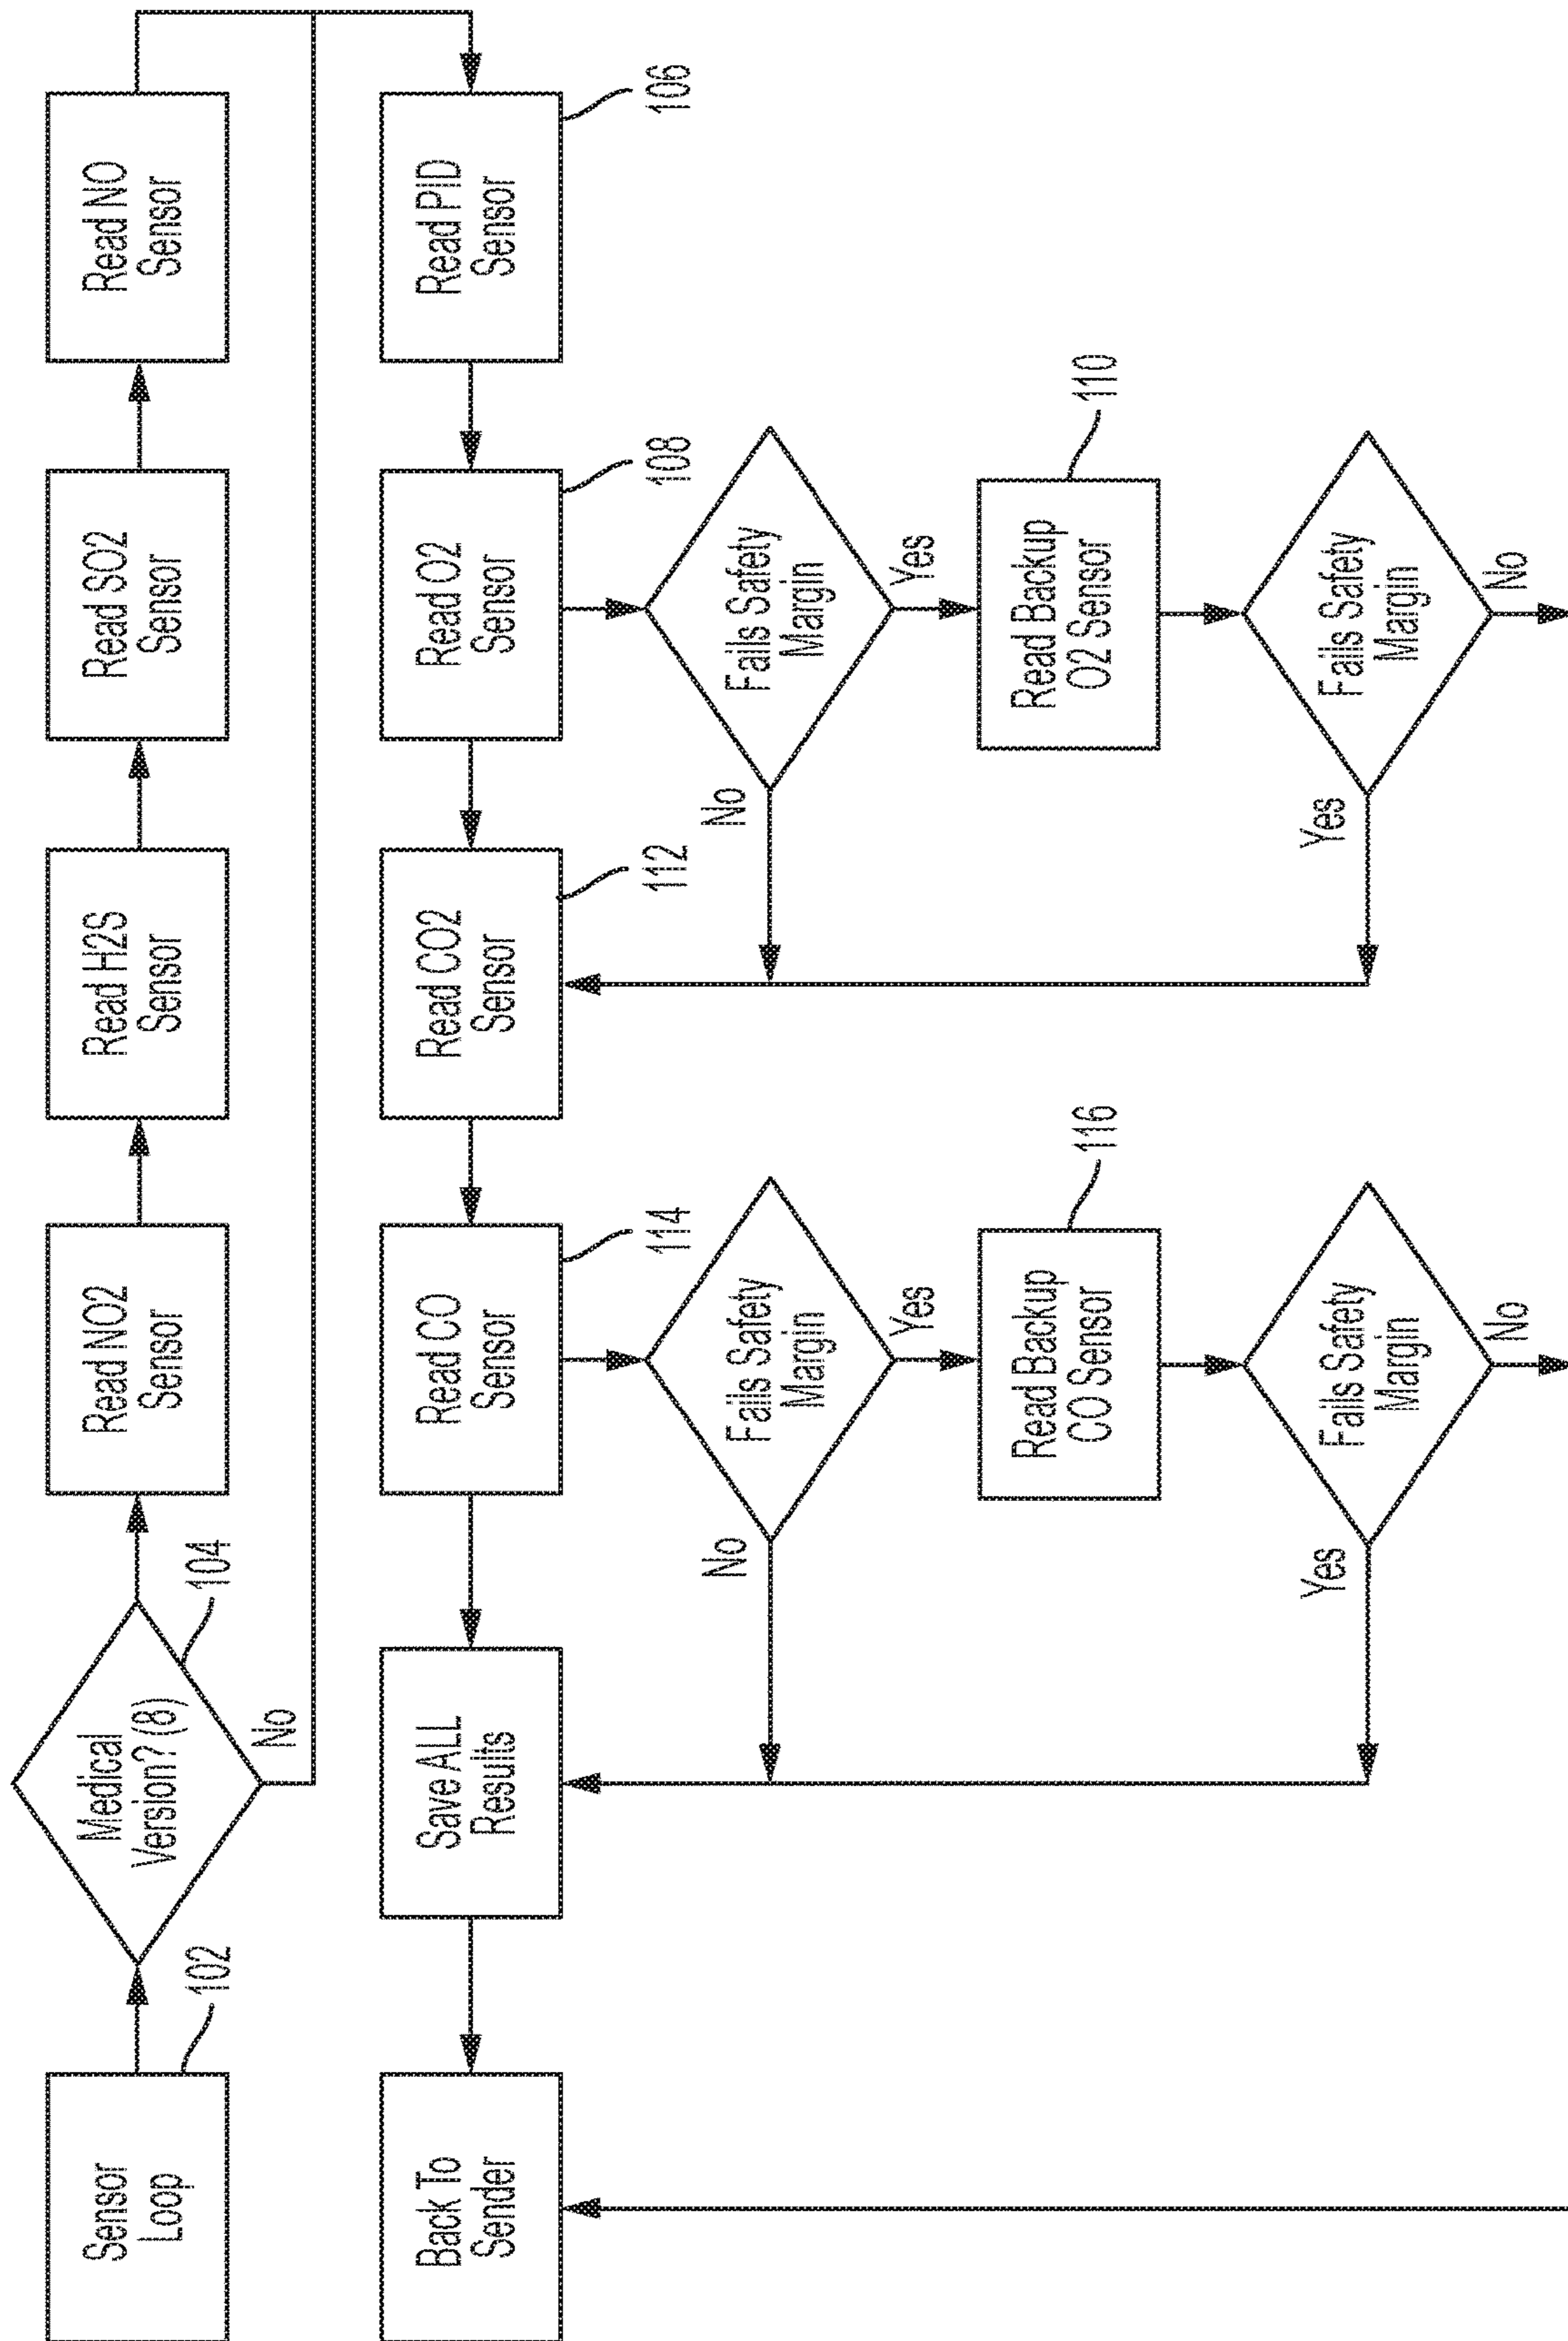 Sensor
Loop
102
Medical
Version? (8)
104
No
Read NO2
Sensor
Read H2S
Sensor
Read SO2
Sensor
Read NO
Sensor
Back To
Sender
Save ALL
Results
Read CO
Sensor
114
Read CO2
Sensor
112
Read O2
Sensor
108
Read PID
Sensor
106
No
Fails Safety
Margin
Yes
No
Fails Safety
Margin
Yes
Read Backup
CO Sensor
116
Read Backup
O2 Sensor
110
Yes
Fails Safety
Margin
No
Yes
Fails Safety
Margin
No